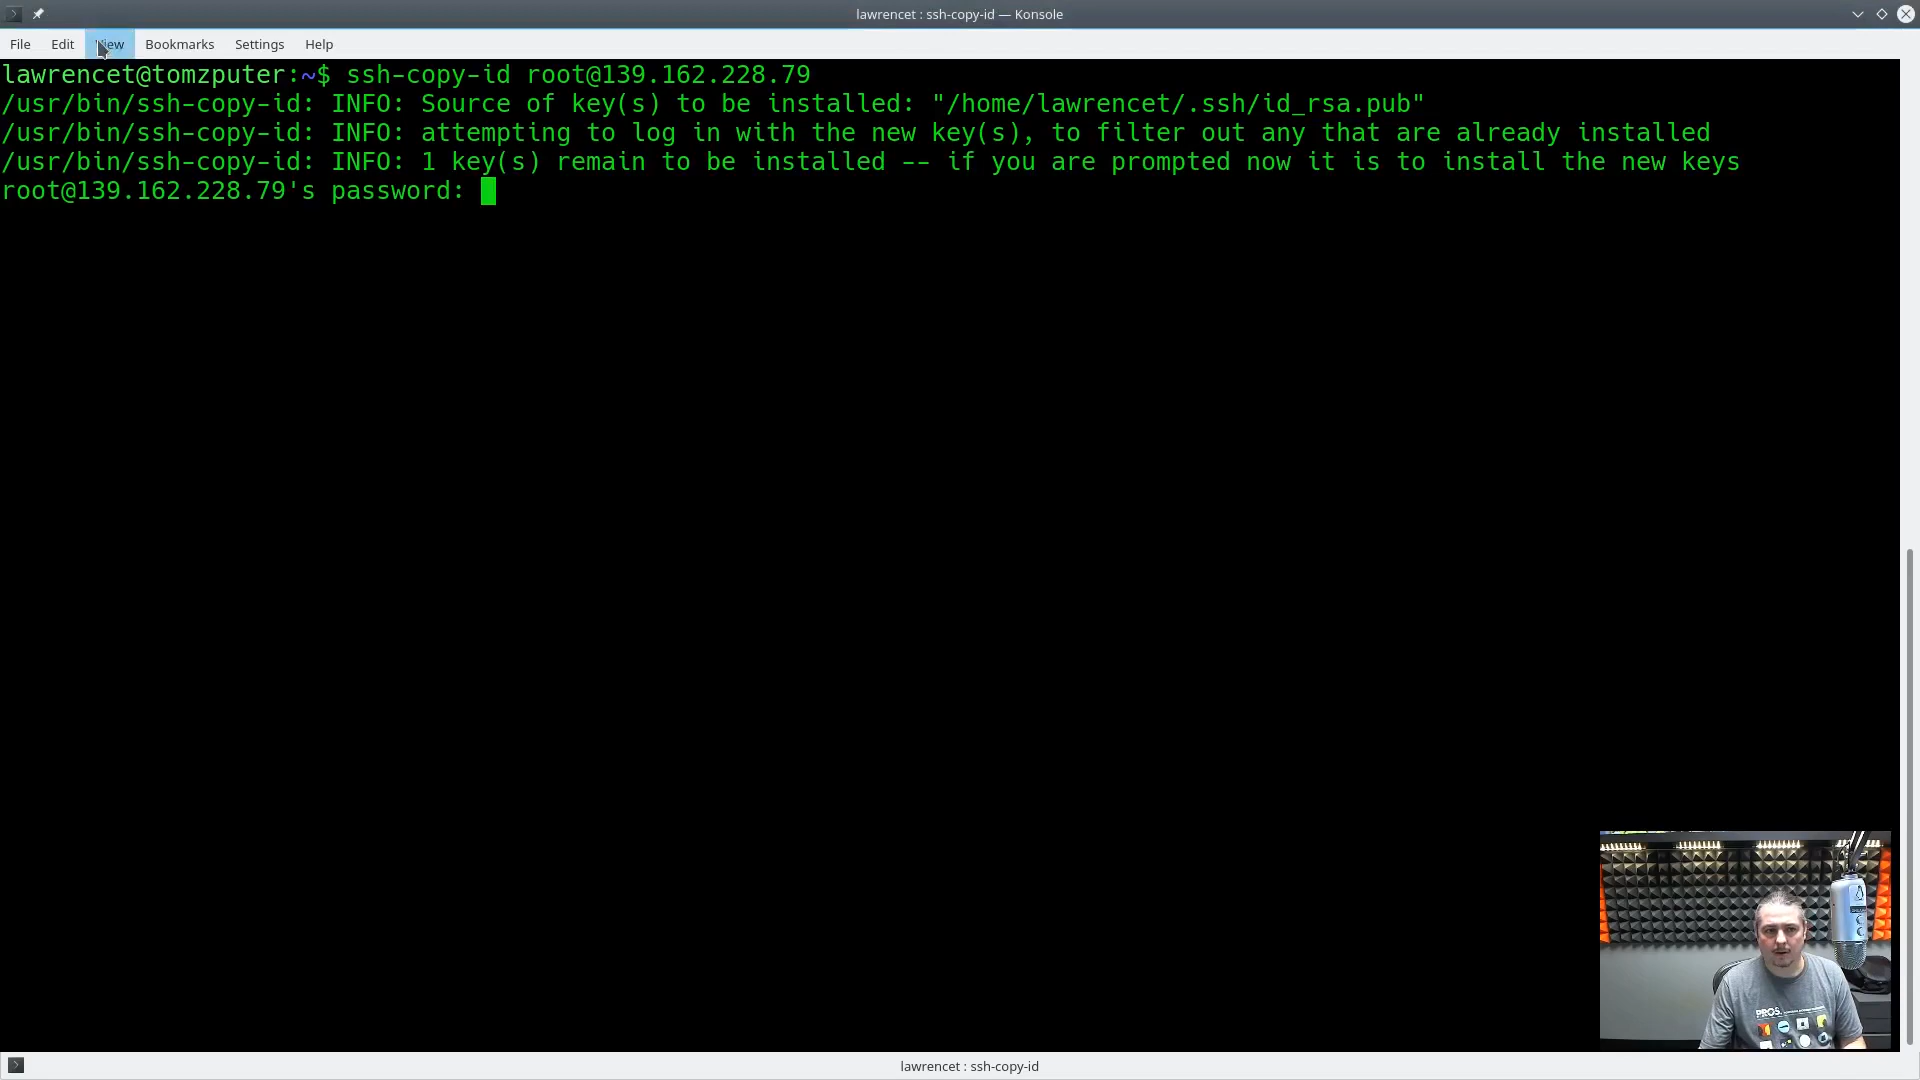 lawrencet : ssh-copy-id — Konsole
File Edit View Bookmarks Settings Help
lawrencet@tomzputer:~$ ssh-copy-id root@139.162.228.79
/usr/bin/ssh-copy-id: INFO: Source of key(s) to be installed: "/home/lawrencet/.ssh/id_rsa.pub"
/usr/bin/ssh-copy-id: INFO: attempting to log in with the new key(s), to filter out any that are already installed
/usr/bin/ssh-copy-id: INFO: 1 key(s) remain to be installed -- if you are prompted now it is to install the new keys
root@139.162.228.79's password:
PROS.
lawrencet : ssh-copy-id